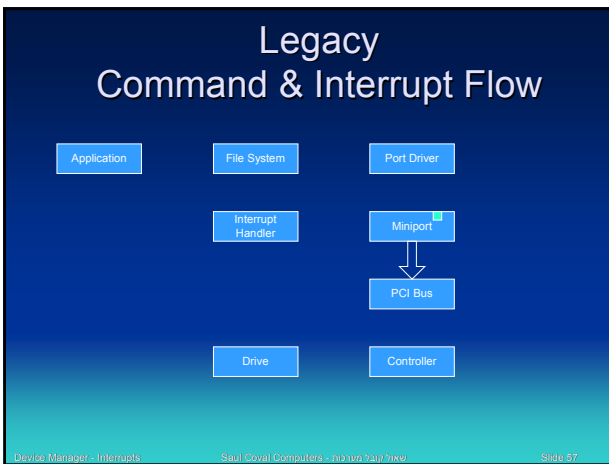 Legacy
Command & Interrupt Flow
Application
File System
Port Driver
Interrupt
Handler
Miniport
PCI Bus
Drive
Controller
Device Manager - Interrupts
Saul Coval Computers - שאול קובל מערכות
Slide 57